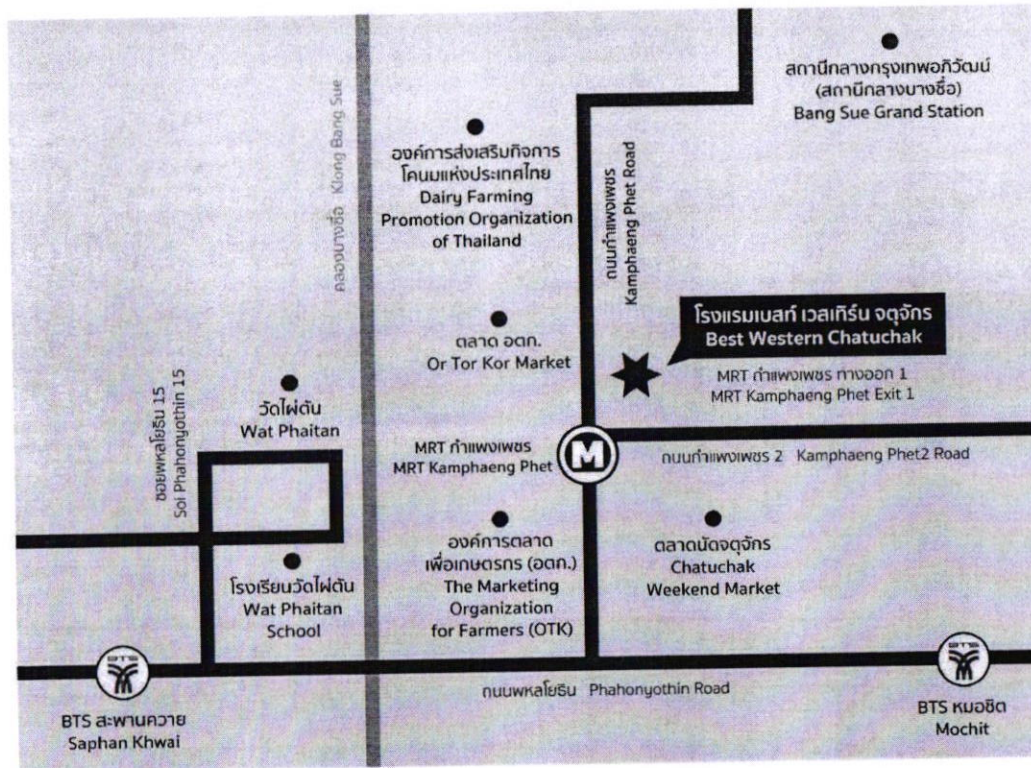 สถานีกลางกรุงเทพอภิวัฒน์
(สถานีกลางบางซื่อ)
Bang Sue Grand Station
องค์การส่งเสริมกิจการ
โคนมแห่งประเทศไทย
Dairy Farming
Promotion Organization
of Thailand
คลองบางซื่อ Klong Bang Sue
ถนนกำแพงเพชร
Kamphaeng Phet Road
โรงแรมเบสท์ เวสเทิร์น จตุจักร
Best Western Chatuchak
ตลาด อตก.
Or Tor Kor Market
MRT กำแพงเพชร ทางออก 1
MRT Kamphaeng Phet Exit 1
ซอยพหลโยธิน 15
Soi Phahonyothin 15
วัดไผ่ตัน
Wat Phaitan
MRT กำแพงเพชร
MRT Kamphaeng Phet
M
ถนนกำแพงเพชร 2 Kamphaeng Phet2 Road
องค์การตลาด
เพื่อเกษตรกร (อตก.)
The Marketing
Organization
for Farmers (OTK)
ตลาดนัดจตุจักร
Chatuchak
Weekend Market
โรงเรียนวัดไผ่ตัน
Wat Phaitan
School
BTS
BTS สะพานควาย
Saphan Khwai
ถนนพหลโยธิน Phahonyothin Road
BTS
BTS หมอชิต
Mochit